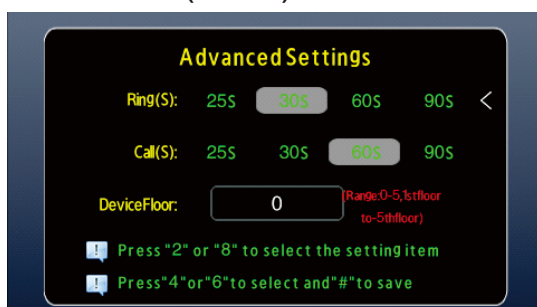 Advanced Settings
Ring(S): 25S 30S 60S 90S <
Call(S): 25S 30S 60S 90S
DeviceFloor: 0 (Range:0-5,1stfloor
to-5thfloor)
Press "2" or "8" to select the setting item
Press"4"or"6"to select and"#"to save